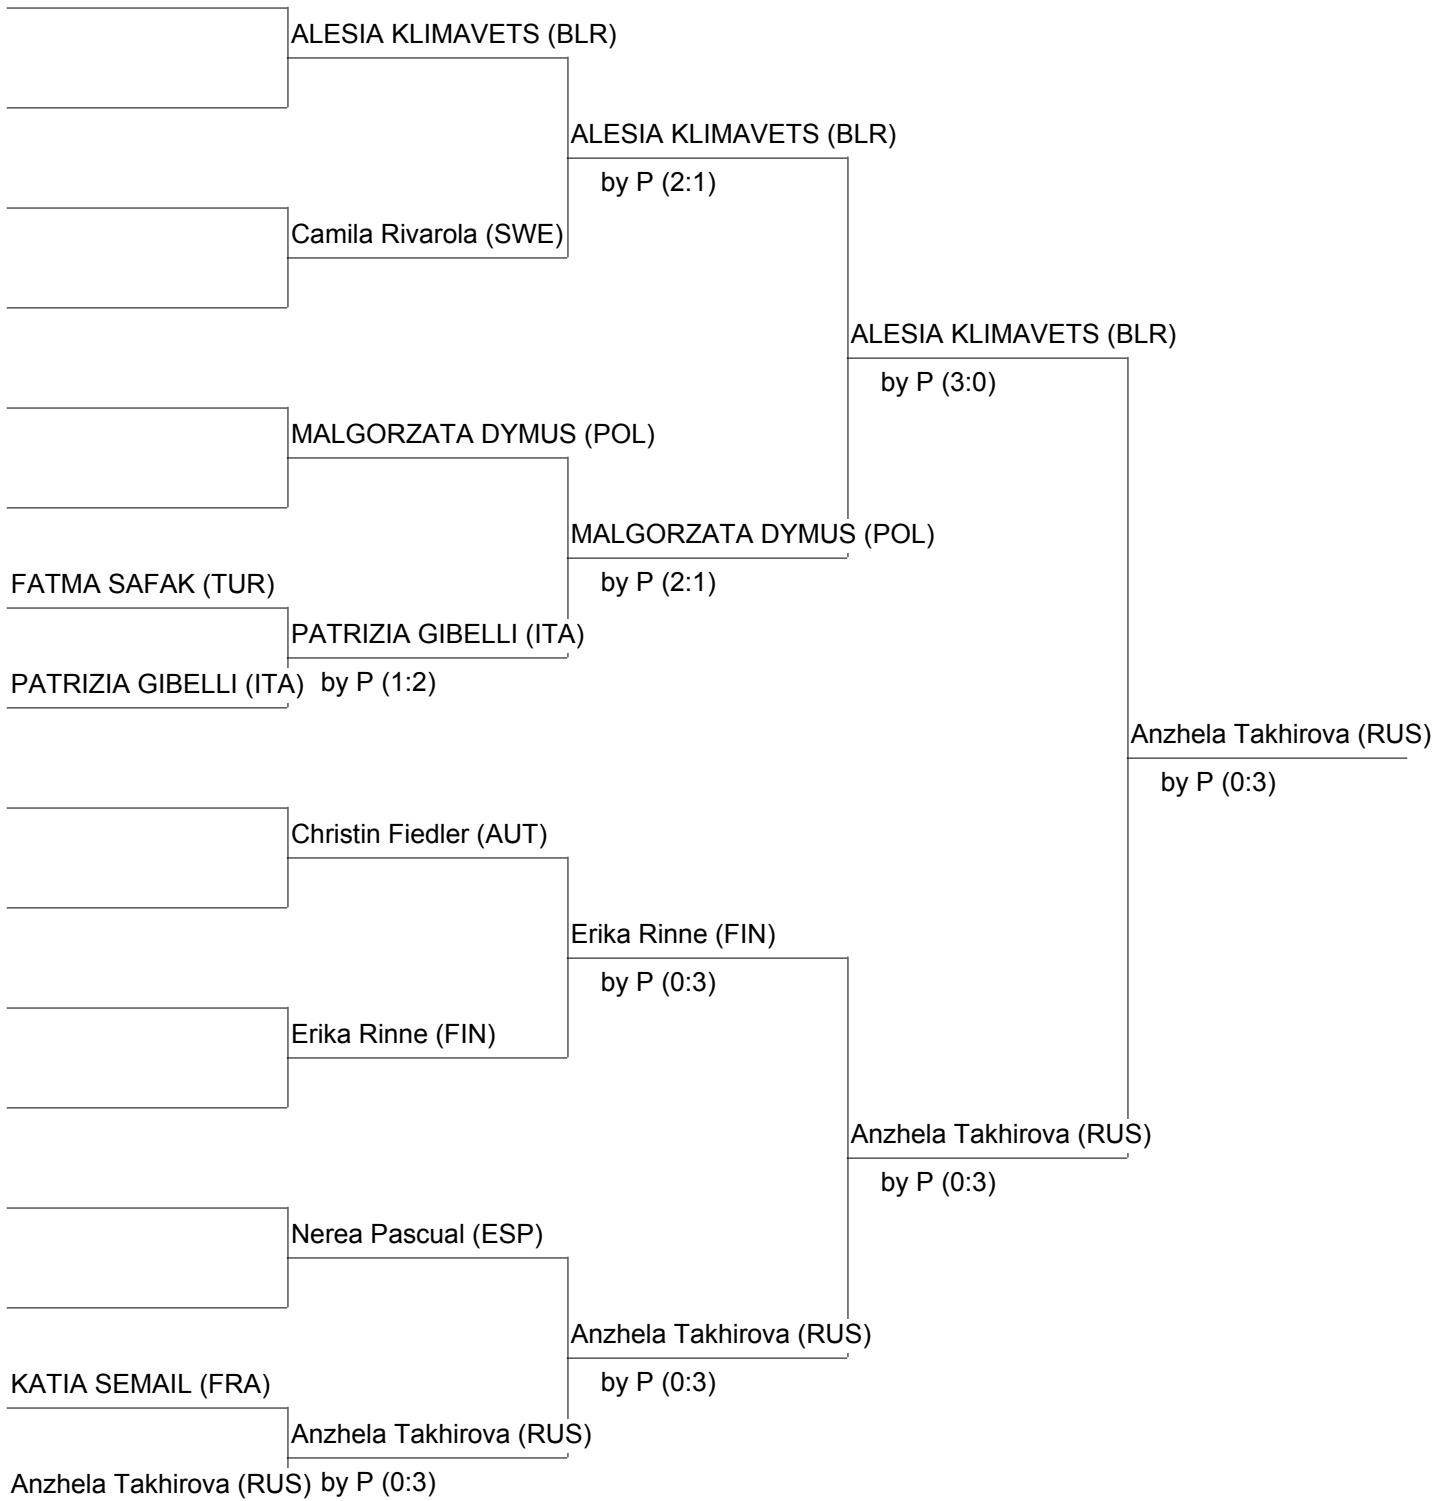 ALESIA KLIMAVETS (BLR)
ALESIA KLIMAVETS (BLR)
by P (2:1)
Camila Rivarola (SWE)
ALESIA KLIMAVETS (BLR)
by P (3:0)
MALGORZATA DYMUS (POL)
MALGORZATA DYMUS (POL)
by P (2:1)
FATMA SAFAK (TUR)
PATRIZIA GIBELLI (ITA)
PATRIZIA GIBELLI (ITA) by P (1:2)
Anzhela Takhirova (RUS)
by P (0:3)
Christin Fiedler (AUT)
Erika Rinne (FIN)
by P (0:3)
Erika Rinne (FIN)
Anzhela Takhirova (RUS)
by P (0:3)
Nerea Pascual (ESP)
Anzhela Takhirova (RUS)
by P (0:3)
KATIA SEMAIL (FRA)
Anzhela Takhirova (RUS)
Anzhela Takhirova (RUS) by P (0:3)